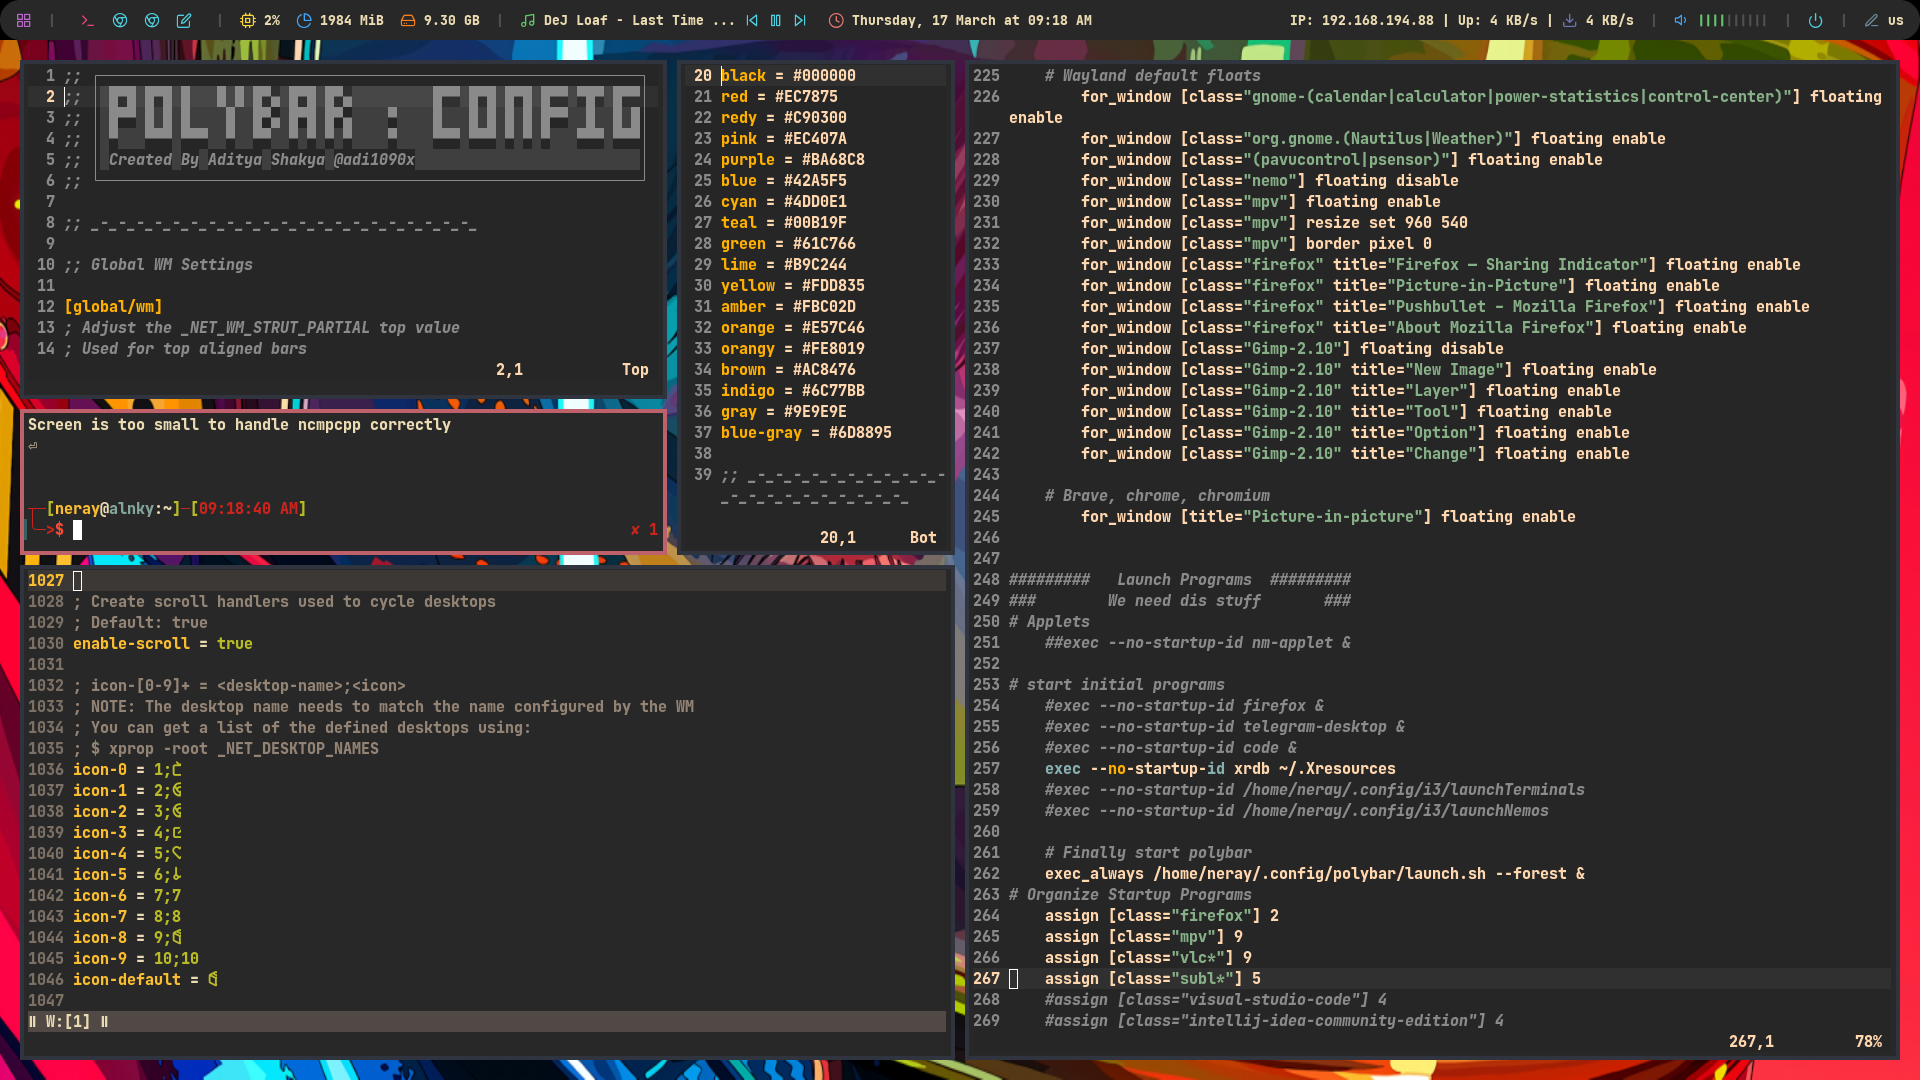 2% 1984 MiB 9.30 GB DeJ Loaf - Last Time ... Thursday, 17 March at 09:18 AM IP: 192.168.194.88 | Up: 4 KB/s | 4 KB/s us
1 ;;
2 ;; POLYBAR : CONFIG
3 ;;
4 ;;
5 ;; Created By Aditya Shakya @adi1090x
6 ;;
7
8 ;; _-_-_-_-_-_-_-_-_-_-_-_-_-_-_-_-_-_-_-_-_-_
9
10 ;; Global WM Settings
11
12 [global/wm]
13 ; Adjust the _NET_WM_STRUT_PARTIAL top value
14 ; Used for top aligned bars
2,1 Top
Screen is too small to handle ncmpcpp correctly
⏎
[neray@alnky:~]-[09:18:40 AM]
->$ ✘ 1
20 black = #000000
21 red = #EC7875
22 redy = #C90300
23 pink = #EC407A
24 purple = #BA68C8
25 blue = #42A5F5
26 cyan = #4DD0E1
27 teal = #00B19F
28 green = #61C766
29 lime = #B9C244
30 yellow = #FDD835
31 amber = #FBC02D
32 orange = #E57C46
33 orangy = #FE8019
34 brown = #AC8476
35 indigo = #6C77BB
36 gray = #9E9E9E
37 blue-gray = #6D8895
38
39 ;; _-_-_-_-_-_-_-_-_-_-_-
_-_-_-_-_-_-_-_-_-_-_
20,1 Bot
1027
1028 ; Create scroll handlers used to cycle desktops
1029 ; Default: true
1030 enable-scroll = true
1031
1032 ; icon-[0-9]+ = <desktop-name>;<icon>
1033 ; NOTE: The desktop name needs to match the name configured by the WM
1034 ; You can get a list of the defined desktops using:
1035 ; $ xprop -root _NET_DESKTOP_NAMES
1036 icon-0 = 1;
1037 icon-1 = 2;
1038 icon-2 = 3;
1039 icon-3 = 4;
1040 icon-4 = 5;
1041 icon-5 = 6;
1042 icon-6 = 7;7
1043 icon-7 = 8;8
1044 icon-8 = 9;
1045 icon-9 = 10;10
1046 icon-default =
1047
W:[1]
225 # Wayland default floats
226 for_window [class="gnome-(calendar|calculator|power-statistics|control-center)"] floating
enable
227 for_window [class="org.gnome.(Nautilus|Weather)"] floating enable
228 for_window [class="(pavucontrol|psensor)"] floating enable
229 for_window [class="nemo"] floating disable
230 for_window [class="mpv"] floating enable
231 for_window [class="mpv"] resize set 960 540
232 for_window [class="mpv"] border pixel 0
233 for_window [class="firefox" title="Firefox — Sharing Indicator"] floating enable
234 for_window [class="firefox" title="Picture-in-Picture"] floating enable
235 for_window [class="firefox" title="Pushbullet - Mozilla Firefox"] floating enable
236 for_window [class="firefox" title="About Mozilla Firefox"] floating enable
237 for_window [class="Gimp-2.10"] floating disable
238 for_window [class="Gimp-2.10" title="New Image"] floating enable
239 for_window [class="Gimp-2.10" title="Layer"] floating enable
240 for_window [class="Gimp-2.10" title="Tool"] floating enable
241 for_window [class="Gimp-2.10" title="Option"] floating enable
242 for_window [class="Gimp-2.10" title="Change"] floating enable
243
244 # Brave, chrome, chromium
245 for_window [title="Picture-in-picture"] floating enable
246
247
248 ######### Launch Programs #########
249 ### We need dis stuff ###
250 # Applets
251 ##exec --no-startup-id nm-applet &
252
253 # start initial programs
254 #exec --no-startup-id firefox &
255 #exec --no-startup-id telegram-desktop &
256 #exec --no-startup-id code &
257 exec --no-startup-id xrdb ~/.Xresources
258 #exec --no-startup-id /home/neray/.config/i3/launchTerminals
259 #exec --no-startup-id /home/neray/.config/i3/launchNemos
260
261 # Finally start polybar
262 exec_always /home/neray/.config/polybar/launch.sh --forest &
263 # Organize Startup Programs
264 assign [class="firefox"] 2
265 assign [class="mpv"] 9
266 assign [class="vlc*"] 9
267 assign [class="subl*"] 5
268 #assign [class="visual-studio-code"] 4
269 #assign [class="intellij-idea-community-edition"] 4
267,1 78%